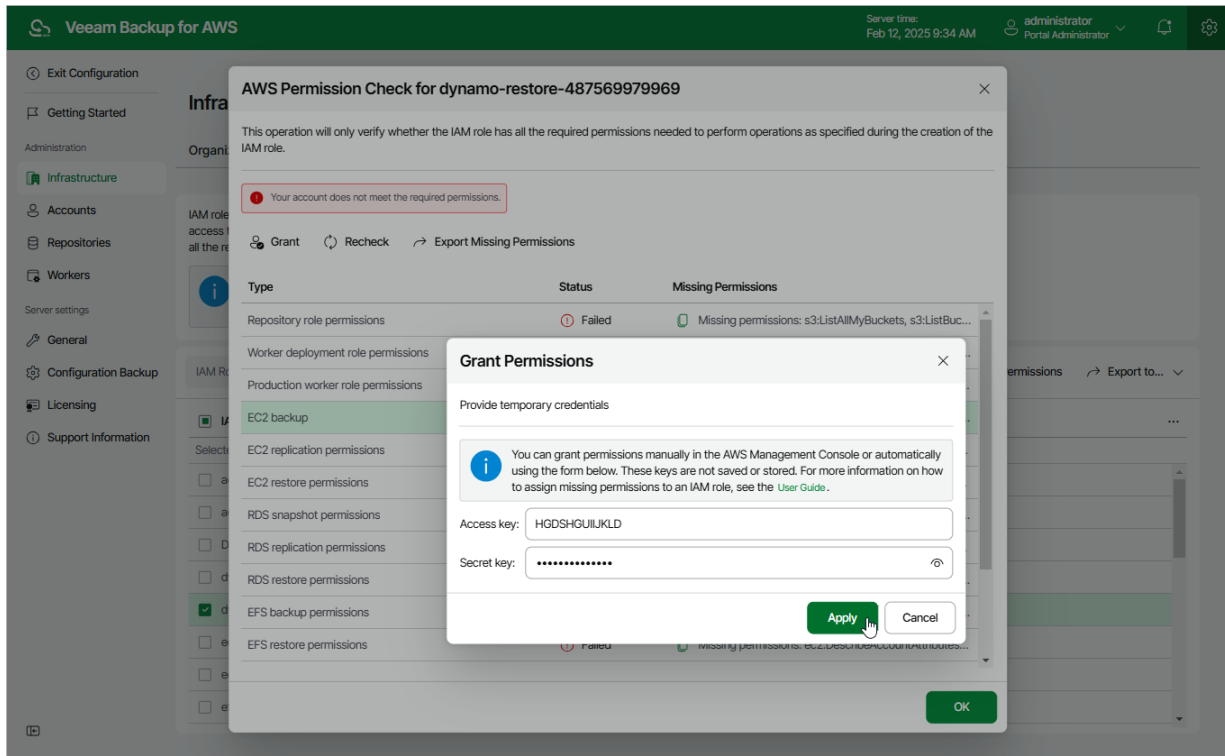 Veeam Backup for AWS
Server time:
Feb 12, 2025 9:34 AM
administrator
Portal Administrator
Exit Configuration
Getting Started
Administration
Infrastructure
Accounts
Repositories
Workers
Server settings
General
Configuration Backup
Licensing
Support Information
AWS Permission Check for dynamo-restore-487569979969
This operation will only verify whether the IAM role has all the required permissions needed to perform operations as specified during the creation of the
IAM role.
Your account does not meet the required permissions.
Grant
Recheck
Export Missing Permissions
Type Status Missing Permissions
Repository role permissions Failed Missing permissions: s3:ListAllMyBuckets, s3:ListBuc...
Worker deployment role permissions
Production worker role permissions
EC2 backup
EC2 replication permissions
EC2 restore permissions
RDS snapshot permissions
RDS replication permissions
RDS restore permissions
EFS backup permissions
EFS restore permissions Failed Missing permissions: ec2:DescribeAccountAttributes...
OK
Grant Permissions
Provide temporary credentials
You can grant permissions manually in the AWS Management Console or automatically
using the form below. These keys are not saved or stored. For more information on how
to assign missing permissions to an IAM role, see the User Guide.
Access key: HGDSHGUIIJKLD
Secret key: ••••••••••••••
Apply
Cancel
IAM role
access
all the
Export to...